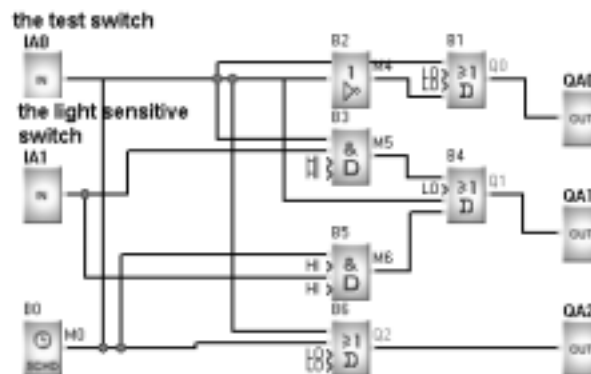 the test switch
IA0
B2
B1
1
M4
Q0
IN
LO
LO
≥1
QA0
the light sensitive
switch
B3
OUT
IA1
&
M5
B4
HI
HI
LO
≥1
Q1
QA1
IN
B5
OUT
HI
&
M6
HI
B0
B6
QA2
M0
≥1
Q2
LO
LO
OUT
SCHD